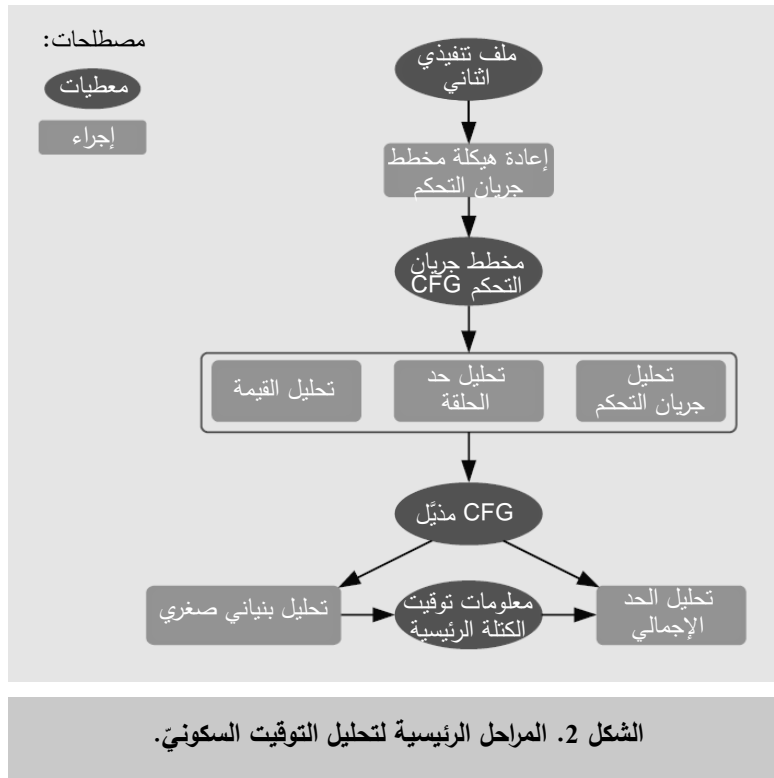 مصطلحات:
معطيات
إجراء
ملف تنفيذي
اثناني
إعادة هيكلة مخطط
جريان التحكم
مخطط جريان
التحكم CFG
تحليل
جريان التحكم
تحليل حد
الحلقة
تحليل القيمة
CFG مذيَّل
تحليل بنياني صغري
معلومات توقيت
الكتلة الرئيسية
تحليل الحد
الإجمالي
الشكل 2. المراحل الرئيسية لتحليل التوقيت السكونيّ.